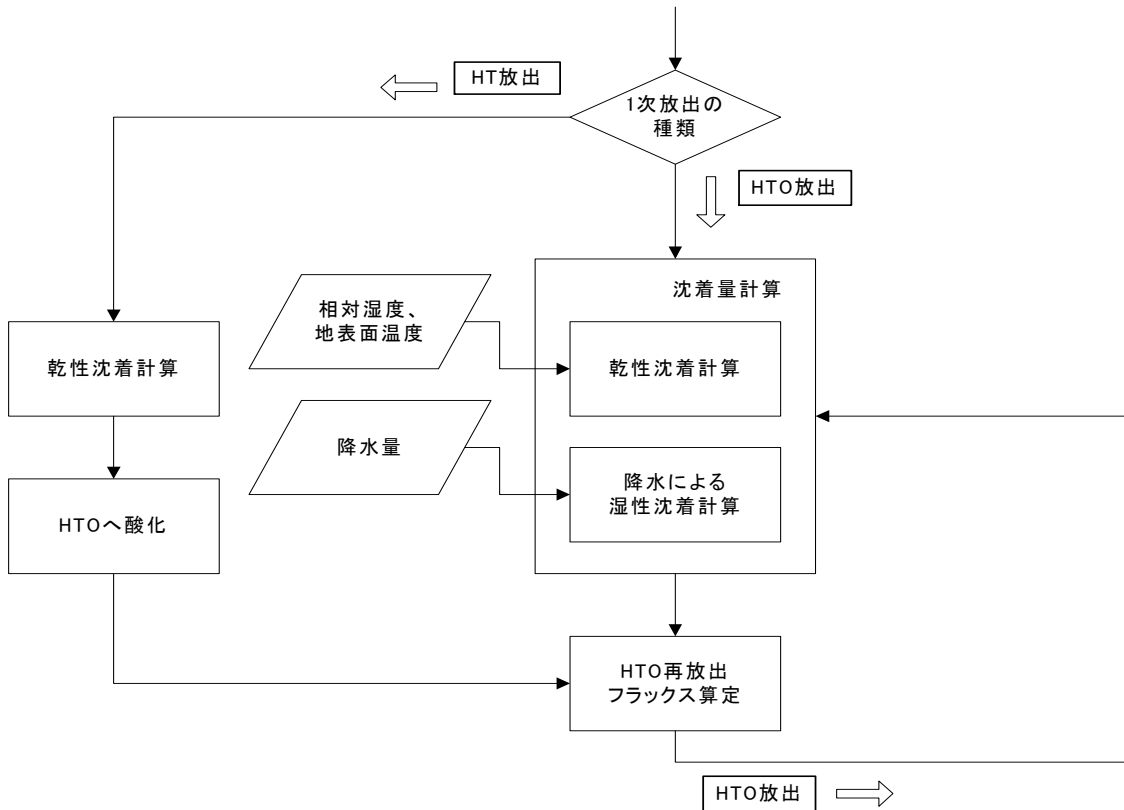 HT放出
1次放出の
種類
HTO放出
沈着量計算
相対湿度、
地表面温度
乾性沈着計算
乾性沈着計算
降水量
降水による
湿性沈着計算
HTOへ酸化
HTO再放出
フラックス算定
HTO放出